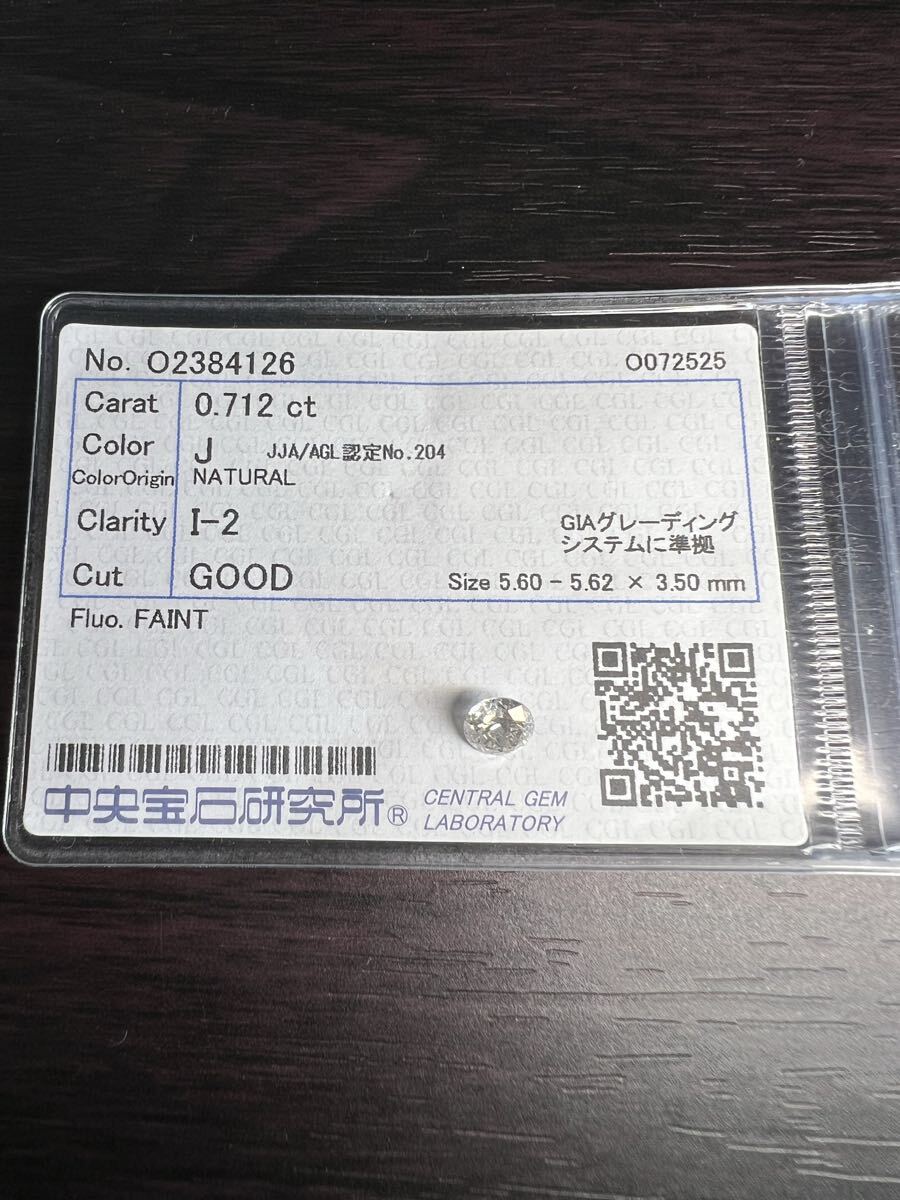 No. O2384126 O072525
Carat 0.712 ct
Color J JJA/AGL認定No.204
ColorOrigin NATURAL
Clarity I-2 GIAグレーディング
システムに準拠
Cut GOOD Size 5.60 - 5.62 × 3.50 mm
Fluo. FAINT
中央宝石研究所® CENTRAL GEM
LABORATORY